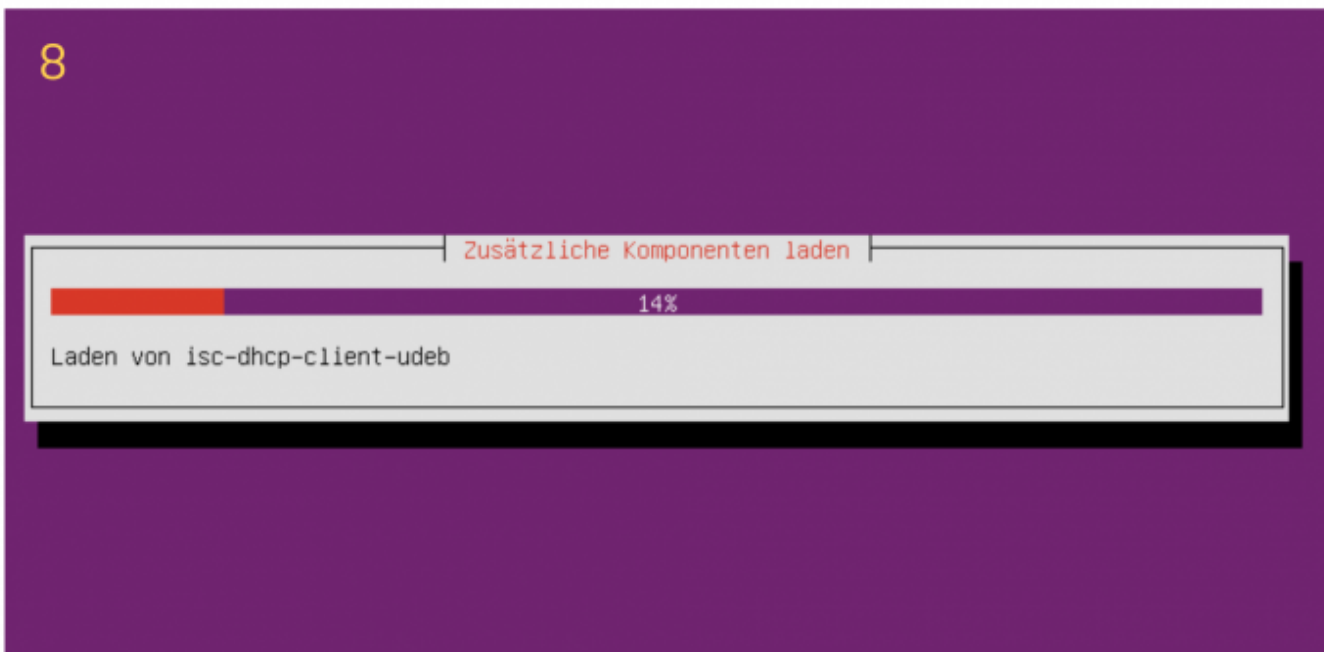 8
Zusätzliche Komponenten laden
14%
Laden von isc-dhcp-client-udeb